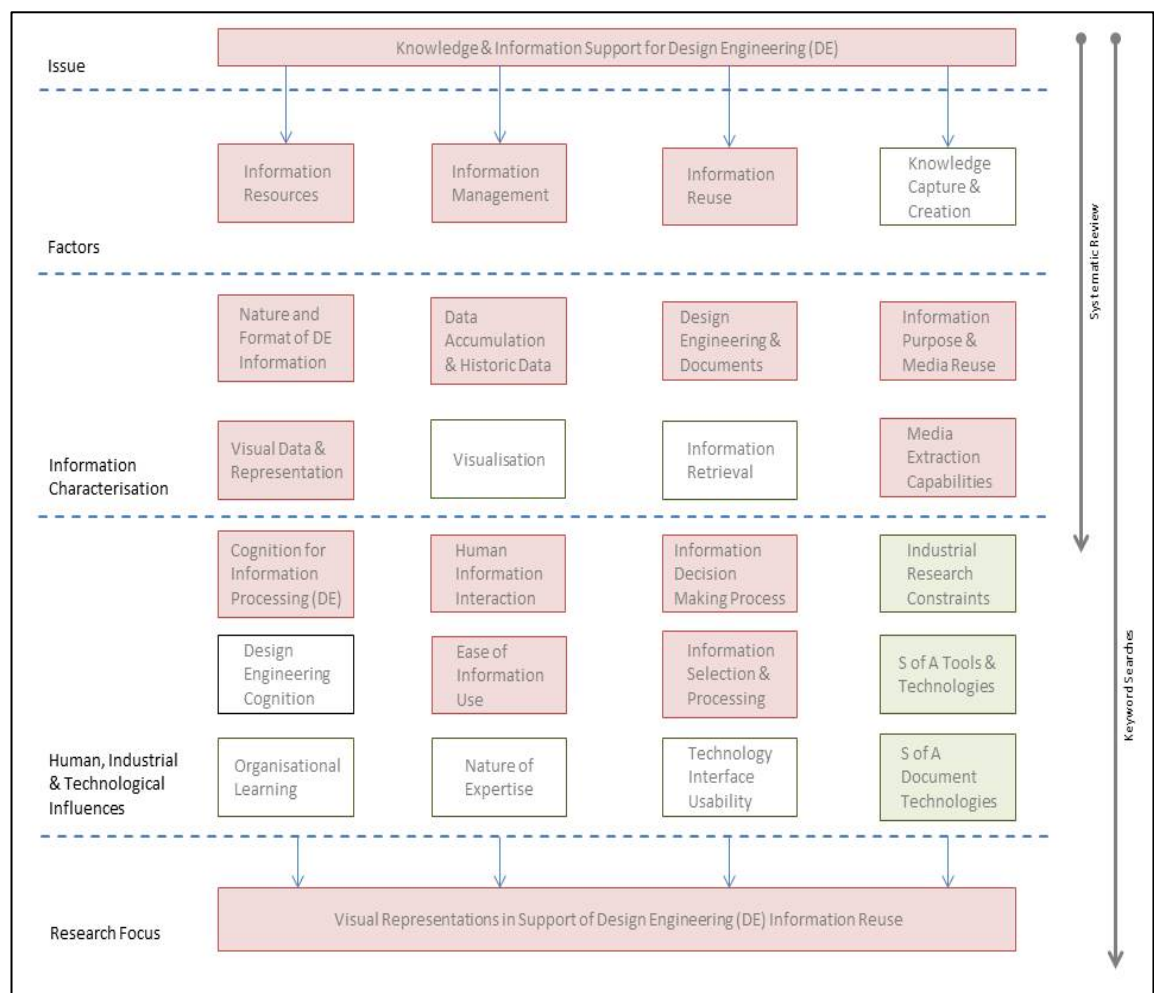 Knowledge & Information Support for Design Engineering (DE)
Issue
Information
Resources
Information
Management
Information
Reuse
Knowledge
Capture &
Creation
Factors
Nature and
Format of DE
Information
Data
Accumulation
& Historic Data
Design
Engineering &
Documents
Information
Purpose &
Media Reuse
Visual Data &
Representation
Visualisation
Information
Retrieval
Media
Extraction
Capabilities
Information
Characterisation
Cognition for
Information
Processing (DE)
Human
Information
Interaction
Information
Decision
Making Process
Industrial
Research
Constraints
Design
Engineering
Cognition
Ease of
Information
Use
Information
Selection &
Processing
S of A Tools &
Technologies
Human, Industrial
& Technological
Influences
Organisational
Learning
Nature of
Expertise
Technology
Interface
Usability
S of A
Document
Technologies
Visual Representations in Support of Design Engineering (DE) Information Reuse
Research Focus
Systematic Review
Keyword Searches